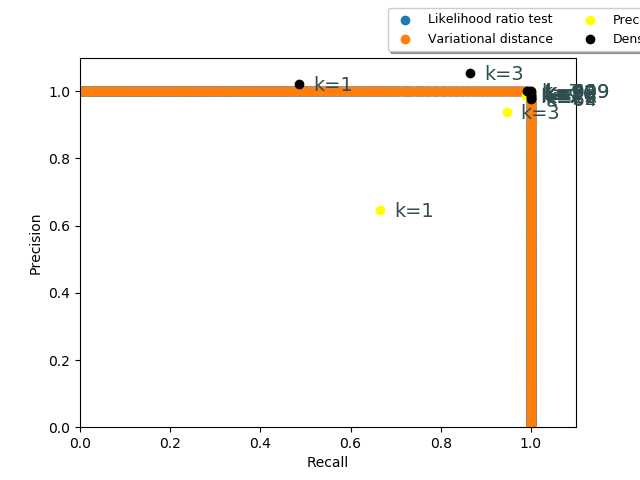 Likelihood ratio test
Variational distance
Prec
Dens
k=1
k=3
k=3
k=1
1.0
0.8
0.6
0.4
0.2
0.0
Precision
0.0 0.2 0.4 0.6 0.8 1.0
Recall